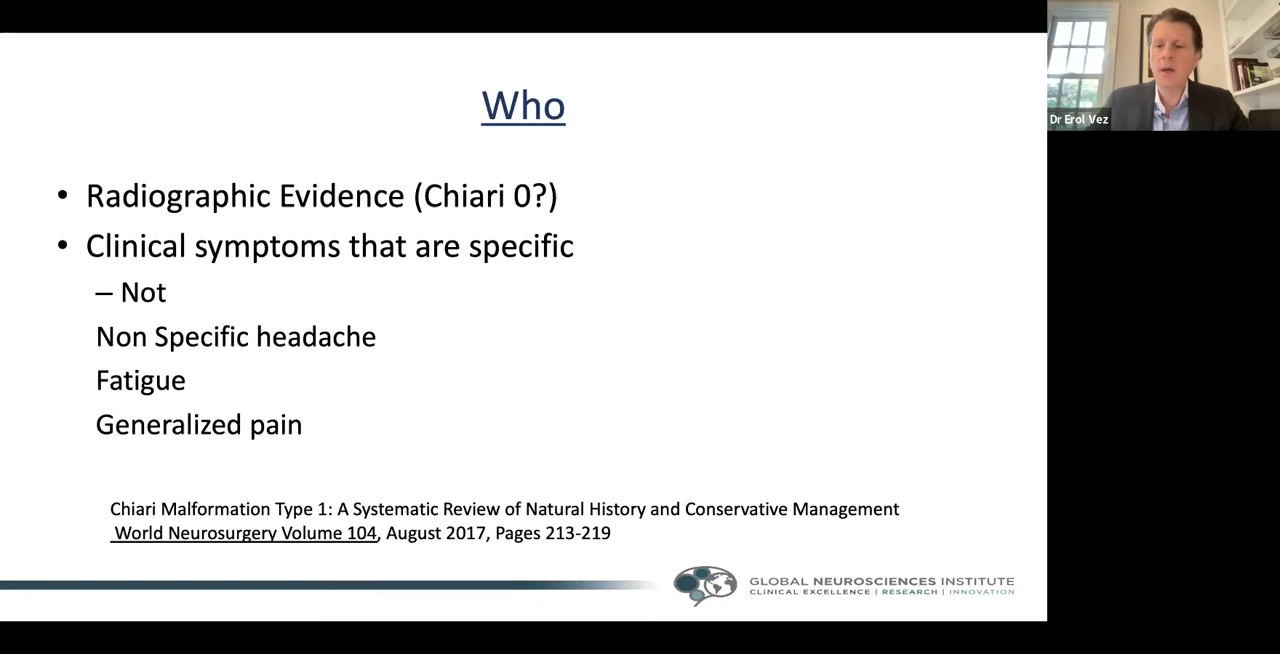 Who
• Radiographic Evidence (Chiari 0?)
• Clinical symptoms that are specific
– Not
Non Specific headache
Fatigue
Generalized pain
Chiari Malformation Type 1: A Systematic Review of Natural History and Conservative Management
World Neurosurgery Volume 104, August 2017, Pages 213-219
GLOBAL NEUROSCIENCES INSTITUTE
CLINICAL EXCELLENCE | RESEARCH | INNOVATION
Dr Erol Vez